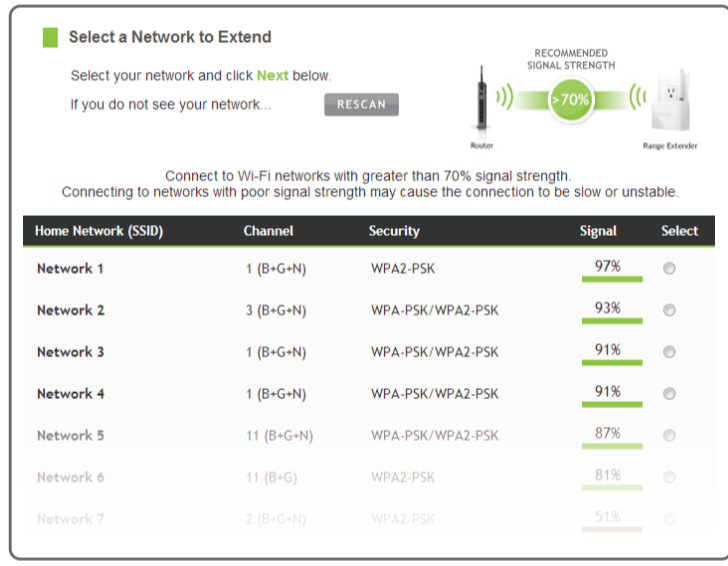 Select a Network to Extend
Select your network and click Next below.
If you do not see your network...
RESCAN
RECOMMENDED
SIGNAL STRENGTH
>70%
Router
Range Extender
Connect to Wi-Fi networks with greater than 70% signal strength.
Connecting to networks with poor signal strength may cause the connection to be slow or unstable.
Home Network (SSID) Channel Security Signal Select
Network 1 1 (B+G+N) WPA2-PSK 97%
Network 2 3 (B+G+N) WPA-PSK/WPA2-PSK 93%
Network 3 1 (B+G+N) WPA-PSK/WPA2-PSK 91%
Network 4 1 (B+G+N) WPA-PSK/WPA2-PSK 91%
Network 5 11 (B+G+N) WPA-PSK/WPA2-PSK 87%
Network 6 11 (B+G) WPA2-PSK 81%
Network 7 2 (B+G+N) WPA2-PSK 51%